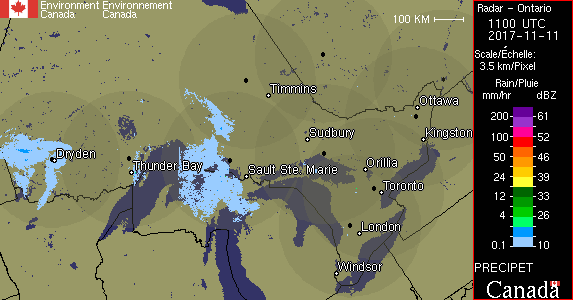 Environment Environnement
Canada Canada
100 KM
Timmins
Ottawa
Sudbury
Kingston
Dryden
Thunder Bay
Sault Ste. Marie
Orillia
Toronto
London
Windsor
Radar - Ontario
1100 UTC
2017-11-11
Scale/Échelle:
3.5 km/Pixel
Rain/Pluie
mm/hr dBZ
200 61
100 52
50 46
24 39
12 33
4 26
0.1 10
PRECIPET
Canada